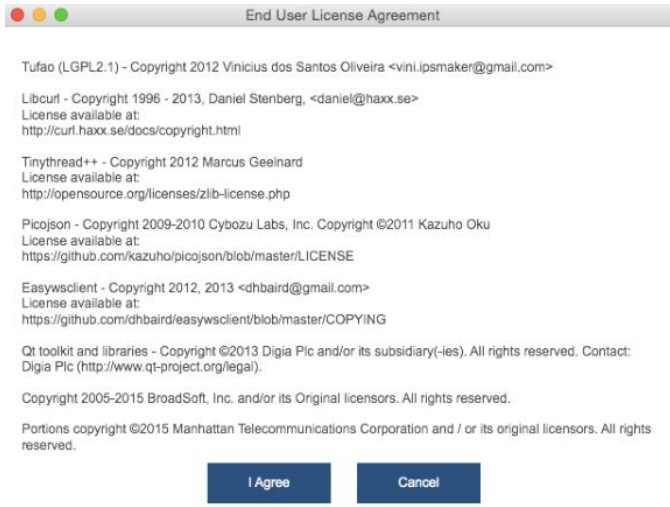 End User License Agreement
Tufao (LGPL2.1) - Copyright 2012 Vinicius dos Santos Oliveira <vini.ipsmaker@gmail.com>
Libcurl - Copyright 1996 - 2013, Daniel Stenberg, <daniel@haxx.se>
License available at:
http://curl.haxx.se/docs/copyright.html
Tinythread++ - Copyright 2012 Marcus Geelnard
License available at:
http://opensource.org/licenses/zlib-license.php
Picojson - Copyright 2009-2010 Cybozu Labs, Inc. Copyright ©2011 Kazuho Oku
License available at:
https://github.com/kazuho/picojson/blob/master/LICENSE
Easywsclient - Copyright 2012, 2013 <dhbaird@gmail.com>
License available at:
https://github.com/dhbaird/easywsclient/blob/master/COPYING
Qt toolkit and libraries - Copyright ©2013 Digia Plc and/or its subsidiary(-ies). All rights reserved. Contact:
Digia Plc (http://www.qt-project.org/legal).
Copyright 2005-2015 BroadSoft, Inc. and/or its Original licensors. All rights reserved.
Portions copyright ©2015 Manhattan Telecommunications Corporation and / or its original licensors. All rights
reserved.
I Agree
Cancel